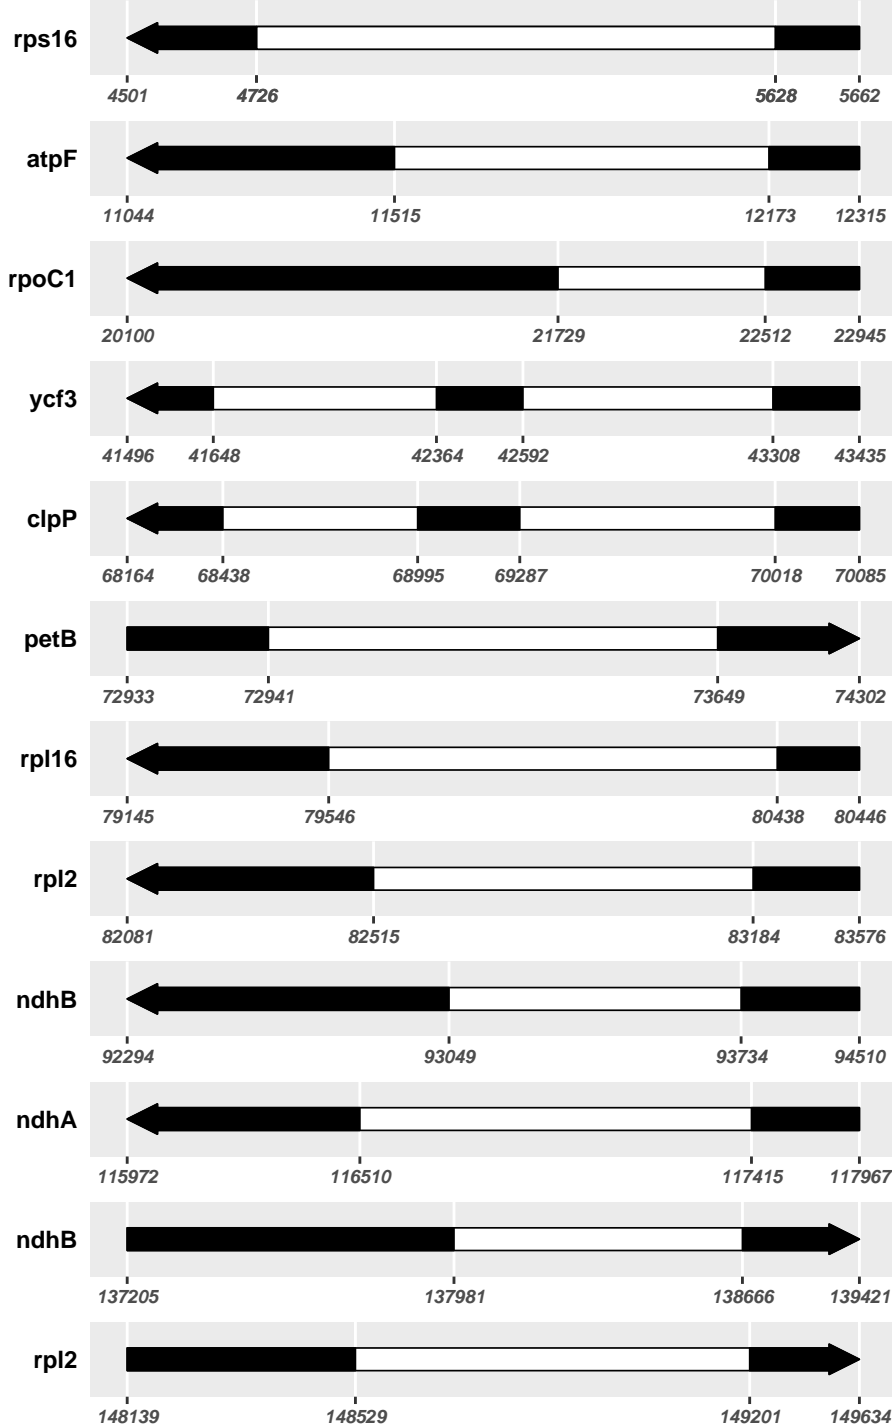 rps16
4501 4726 5628 5662
atpF
11044 11515 12173 12315
rpoC1
20100 21729 22512 22945
ycf3
41496 41648 42364 42592 43308 43435
clpP
68164 68438 68995 69287 70018 70085
petB
72933 72941 73649 74302
rpl16
79145 79546 80438 80446
rpl2
82081 82515 83184 83576
ndhB
92294 93049 93734 94510
ndhA
115972 116510 117415 117967
ndhB
137205 137981 138666 139421
rpl2
148139 148529 149201 149634